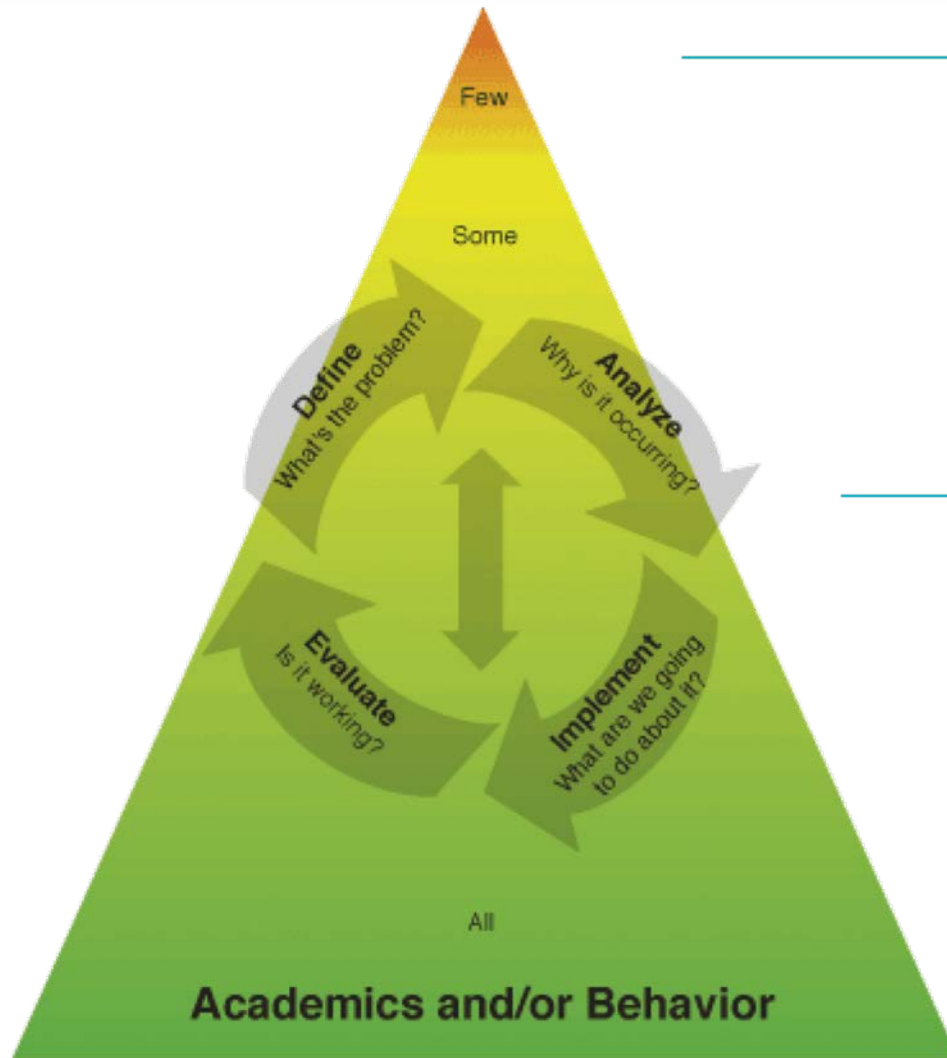 Few
Some
Define
What's the problem?
Analyze
Why is it occurring?
Implement
What are we going
to do about it?
Evaluate
Is it working?
All
Academics and/or Behavior